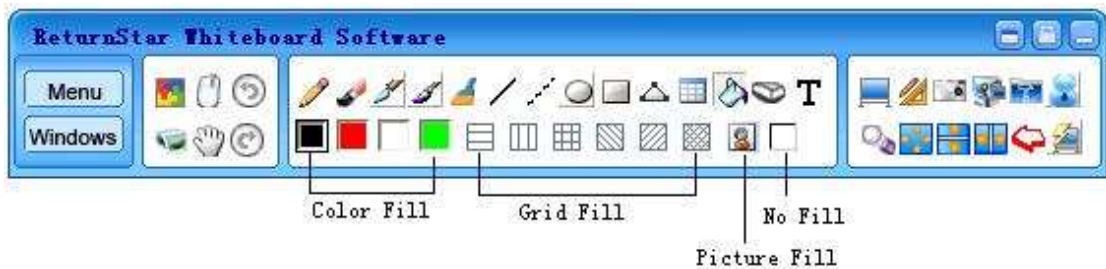 ReturnStar Whiteboard Software
Menu
T
Windows
Color Fill
Grid Fill
No Fill
Picture Fill